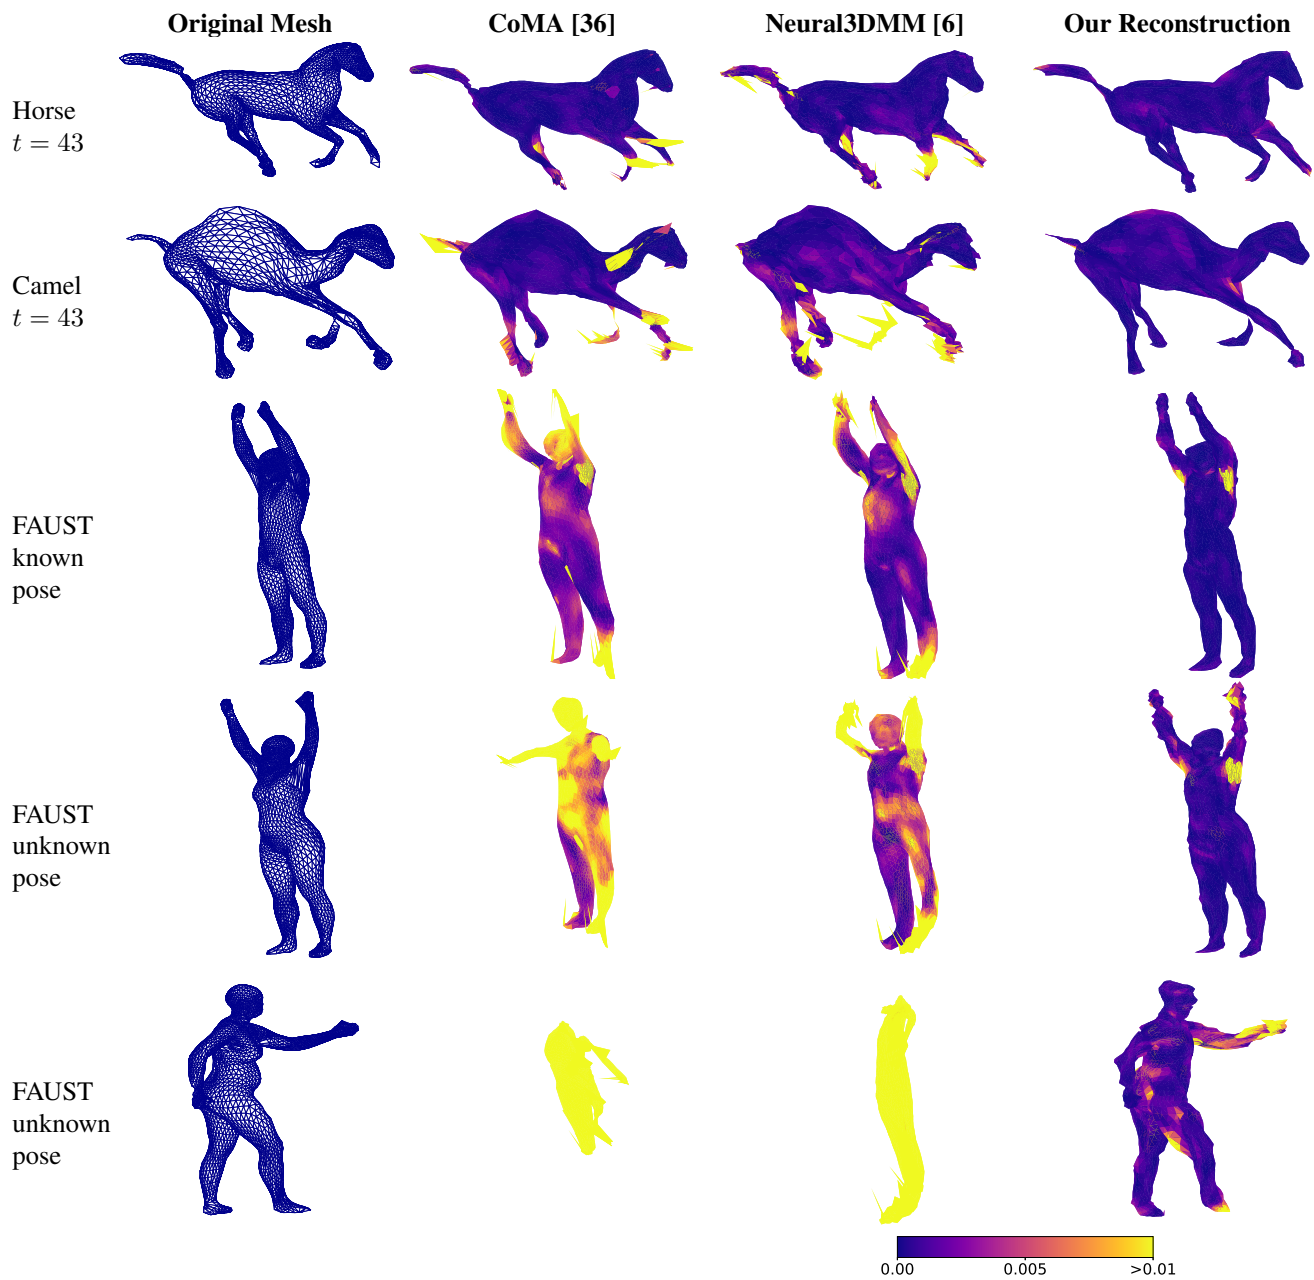 Original Mesh CoMA [36] Neural3DMM [6] Our Reconstruction
Horse
t = 43
Camel
t = 43
FAUST
known
pose
FAUST
unknown
pose
FAUST
unknown
pose
0.00 0.005 >0.01